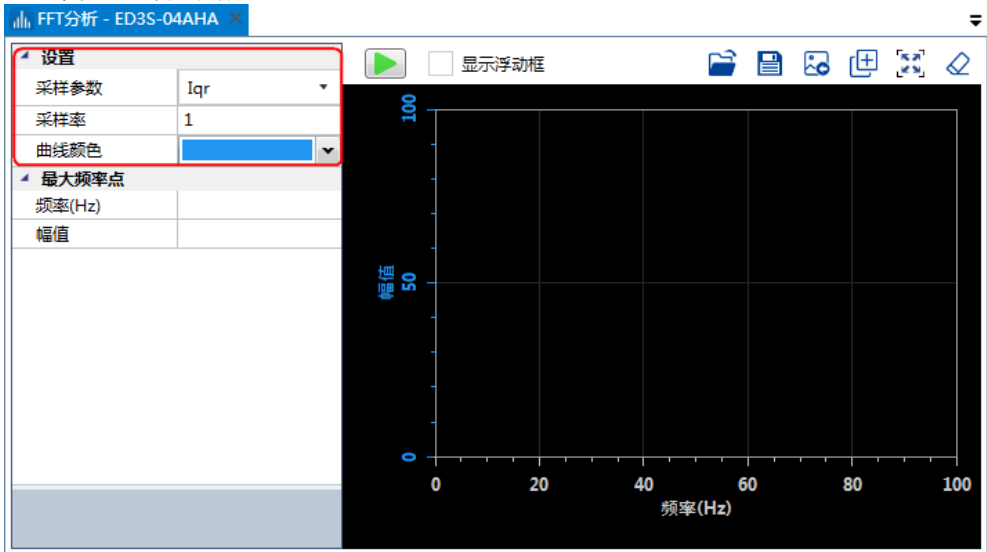 FFT分析 - ED3S-04AHA
设置
采样参数 Iqr
采样率 1
曲线颜色
最大频率点
频率(Hz)
幅值
显示浮动框
100
幅值
50
0
0 20 40 60 80 100
频率(Hz)